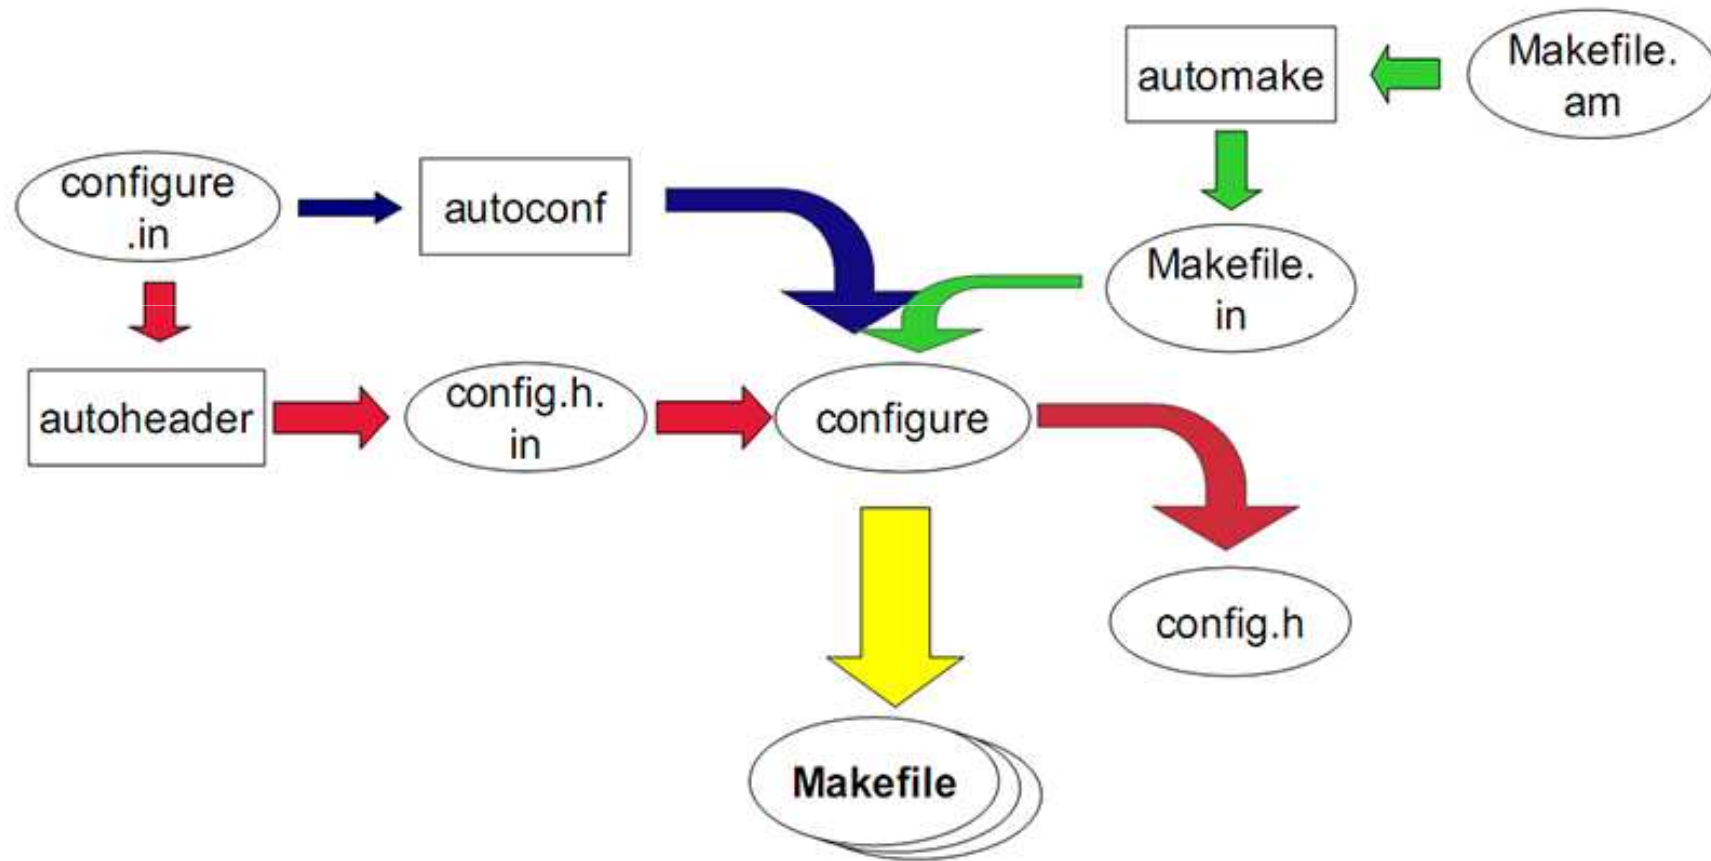 automake
Makefile.
am
configure
.in
autoconf
Makefile.
in
autoheader
config.h.
in
configure
config.h
Makefile